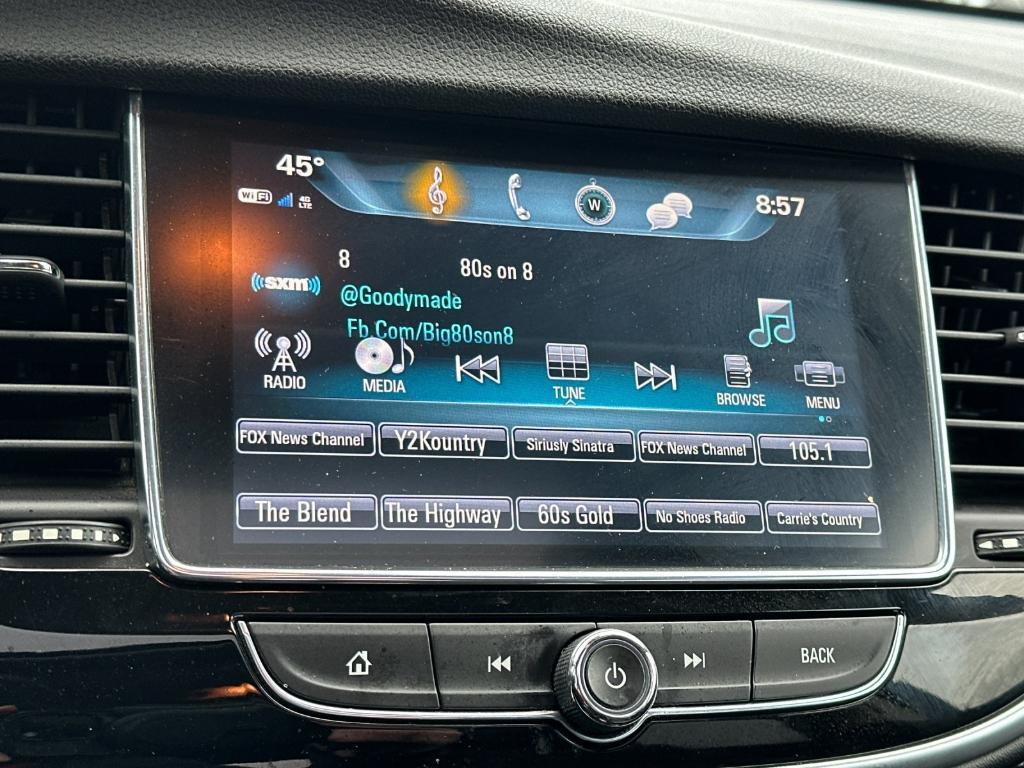 45°
WiFi
4G
LTE
W
8:57
sxm
8
80s on 8
@Goodymade
Fb.Com/Big80son8
RADIO
MEDIA
TUNE
BROWSE
MENU
FOX News Channel
Y2Kountry
Siriusly Sinatra
FOX News Channel
105.1
The Blend
The Highway
60s Gold
No Shoes Radio
Carrie's Country
BACK